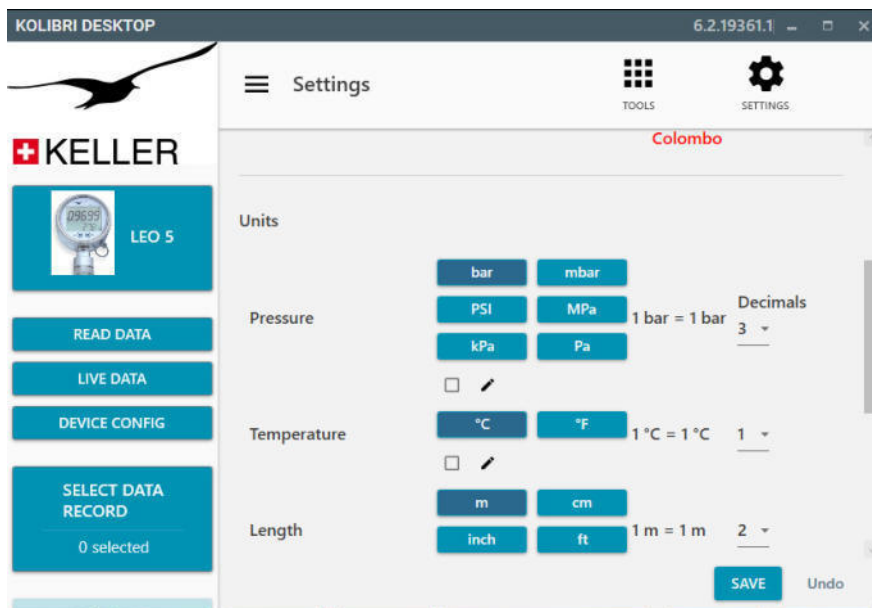 KOLIBRI DESKTOP
6.2.19361.1
KELLER
Settings
TOOLS
SETTINGS
Colombo
LEO 5
READ DATA
LIVE DATA
DEVICE CONFIG
SELECT DATA
RECORD
0 selected
Units
Pressure
bar
mbar
PSI
MPa
kPa
Pa
1 bar = 1 bar
Decimals
3
Temperature
°C
°F
1 °C = 1 °C
1
Length
m
cm
inch
ft
1 m = 1 m
2
SAVE
Undo